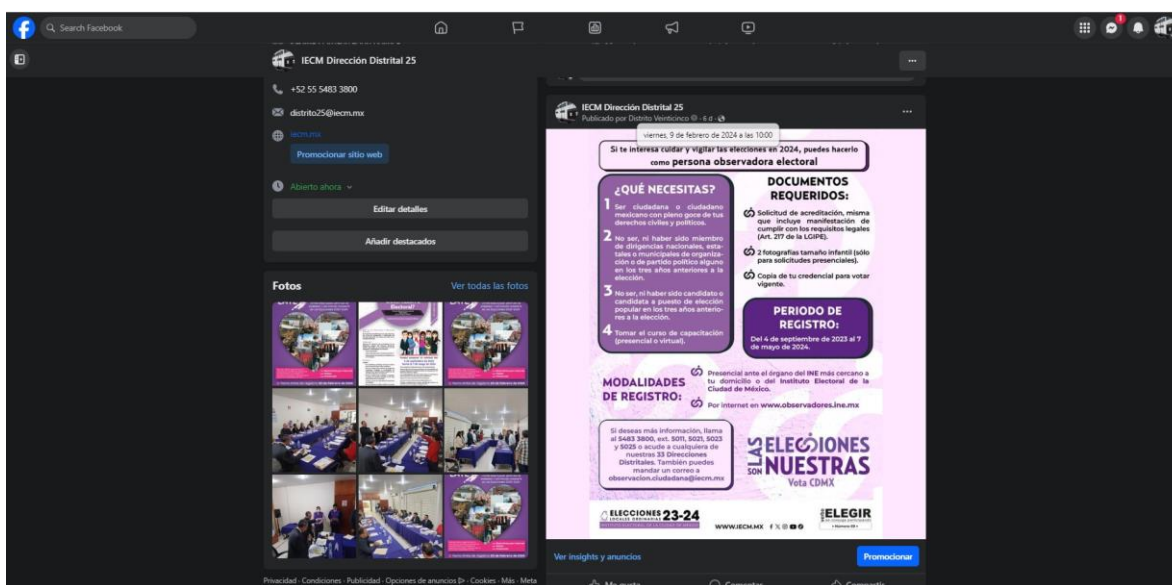 Search Facebook
1
IECM Dirección Distrital 25
+52 55 5483 3800
distrito25@iecm.mx
iecm.mx
Promocionar sitio web
Abierto ahora
Editar detalles
Añadir destacados
Fotos
Ver todas las fotos
Privacidad · Condiciones · Publicidad · Opciones de anuncios · Cookies · Más · Meta
IECM Dirección Distrital 25
Publicado por Distrito Veinticinco · 6 d ·
viernes, 9 de febrero de 2024 a las 10:00
Si te interesa cuidar y vigilar las elecciones en 2024, puedes hacerlo
como persona observadora electoral
¿QUÉ NECESITAS?
1 Ser ciudadana o ciudadano
mexicano con pleno goce de tus
derechos civiles y políticos.
2 No ser, ni haber sido miembro
de dirigencias nacionales, esta-
tales o municipales de organiza-
ción o de partido político alguno
en los tres años anteriores a la
elección.
3 No ser, ni haber sido candidato o
candidata a puesto de elección
popular en los tres años anterio-
res a la elección.
4 Tomar el curso de capacitación
(presencial o virtual).
DOCUMENTOS
REQUERIDOS:
Solicitud de acreditación, misma
que incluye manifestación de
cumplir con los requisitos legales
(Art. 217 de la LGIPE).
2 fotografías tamaño infantil (sólo
para solicitudes presenciales).
Copia de tu credencial para votar
vigente.
PERIODO DE
REGISTRO:
Del 4 de septiembre de 2023 al 7
de mayo de 2024.
MODALIDADES
DE REGISTRO:
Presencial ante el órgano del INE más cercano a
tu domicilio o del Instituto Electoral de la
Ciudad de México.
Por internet en www.observadores.ine.mx
Si deseas más información, llama
al 5483 3800, ext. 5011, 5021, 5023
y 5025 o acude a cualquiera de
nuestras 33 Direcciones
Distritales. También puedes
mandar un correo a
observacion.ciudadana@iecm.mx
LAS ELECCIONES
SON NUESTRAS
Vota CDMX
ELECCIONES 23-24
LOCALES ORDINARIAS
WWW.IECM.MX
ELEGIR
Ver insights y anuncios
Promocionar
Me gusta
Comentar
Compartir